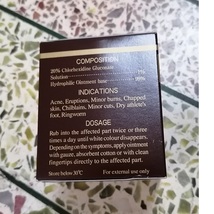 COMPOSITION
20% Chlorhexidine Gluconate
Solution 1%
Hydrophilic Ointment base 99%
INDICATIONS
Acne, Eruptions, Minor burns, Chapped
skin, Chilblains, Minor cuts, Dry athlete's
foot, Ringworm
DOSAGE
Rub into the affected part twice or three
times a day until white colour disappears.
Depending on the symptoms, apply ointment
with gauze, absorbent cotton or with clean
fingertips directly to the affected part.
Store below 30°C For external use only